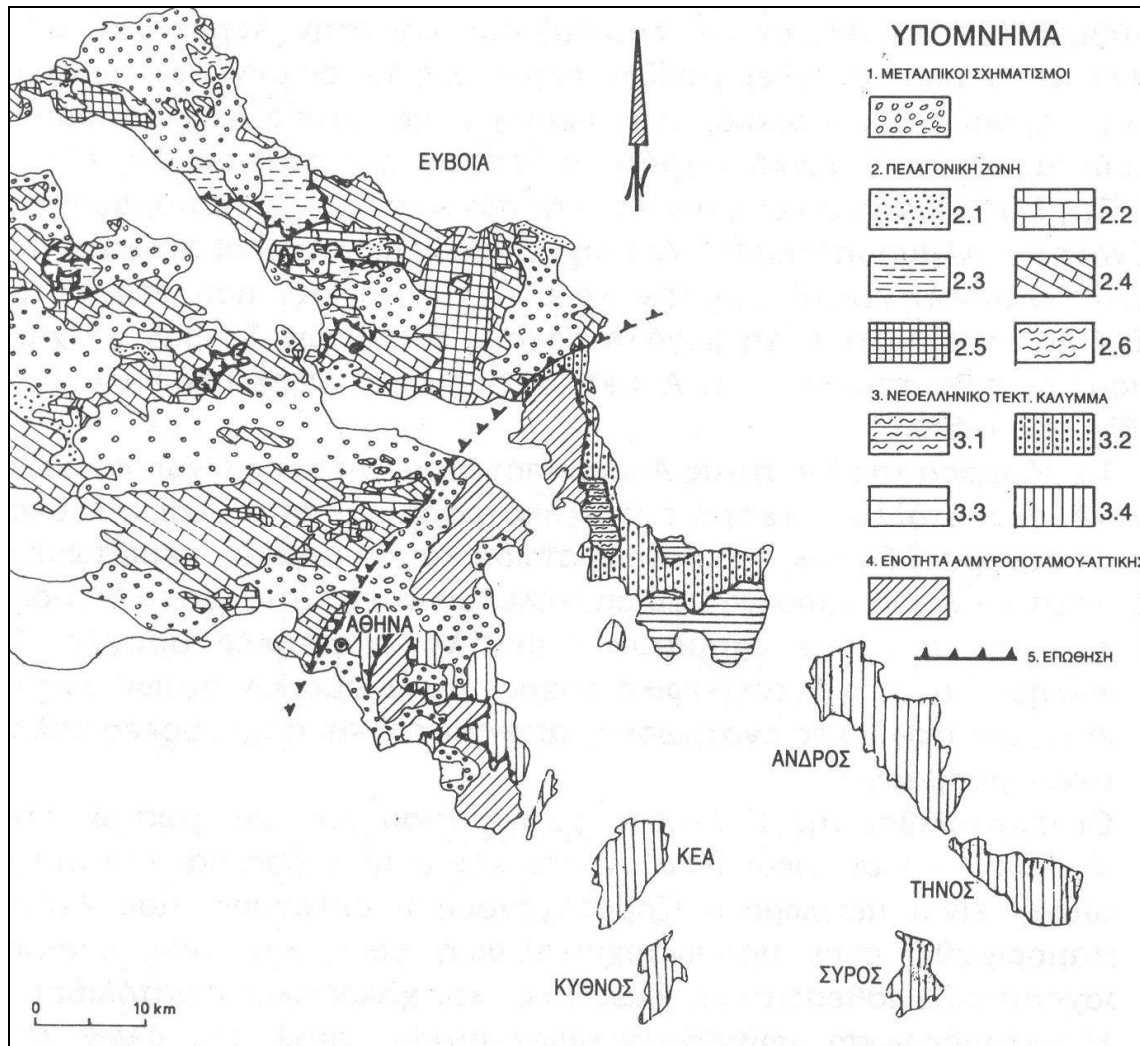 ΥΠΟΜΝΗΜΑ
1. ΜΕΤΑΛΠΙΚΟΙ ΣΧΗΜΑΤΙΣΜΟΙ
2. ΠΕΛΑΓΟΝΙΚΗ ΖΩΝΗ
2.1 2.2
2.3 2.4
2.5 2.6
3. ΝΕΟΕΛΛΗΝΙΚΟ ΤΕΚΤ. ΚΑΛΥΜΜΑ
3.1 3.2
3.3 3.4
4. ΕΝΟΤΗΤΑ ΑΛΜΥΡΟΠΟΤΑΜΟΥ-ΑΤΤΙΚΗΣ
5. ΕΠΩΘΗΣΗ
ΕΥΒΟΙΑ
ΑΘΗΝΑ
ΑΝΔΡΟΣ
ΚΕΑ
ΤΗΝΟΣ
ΚΥΘΝΟΣ
ΣΥΡΟΣ
0 10 km